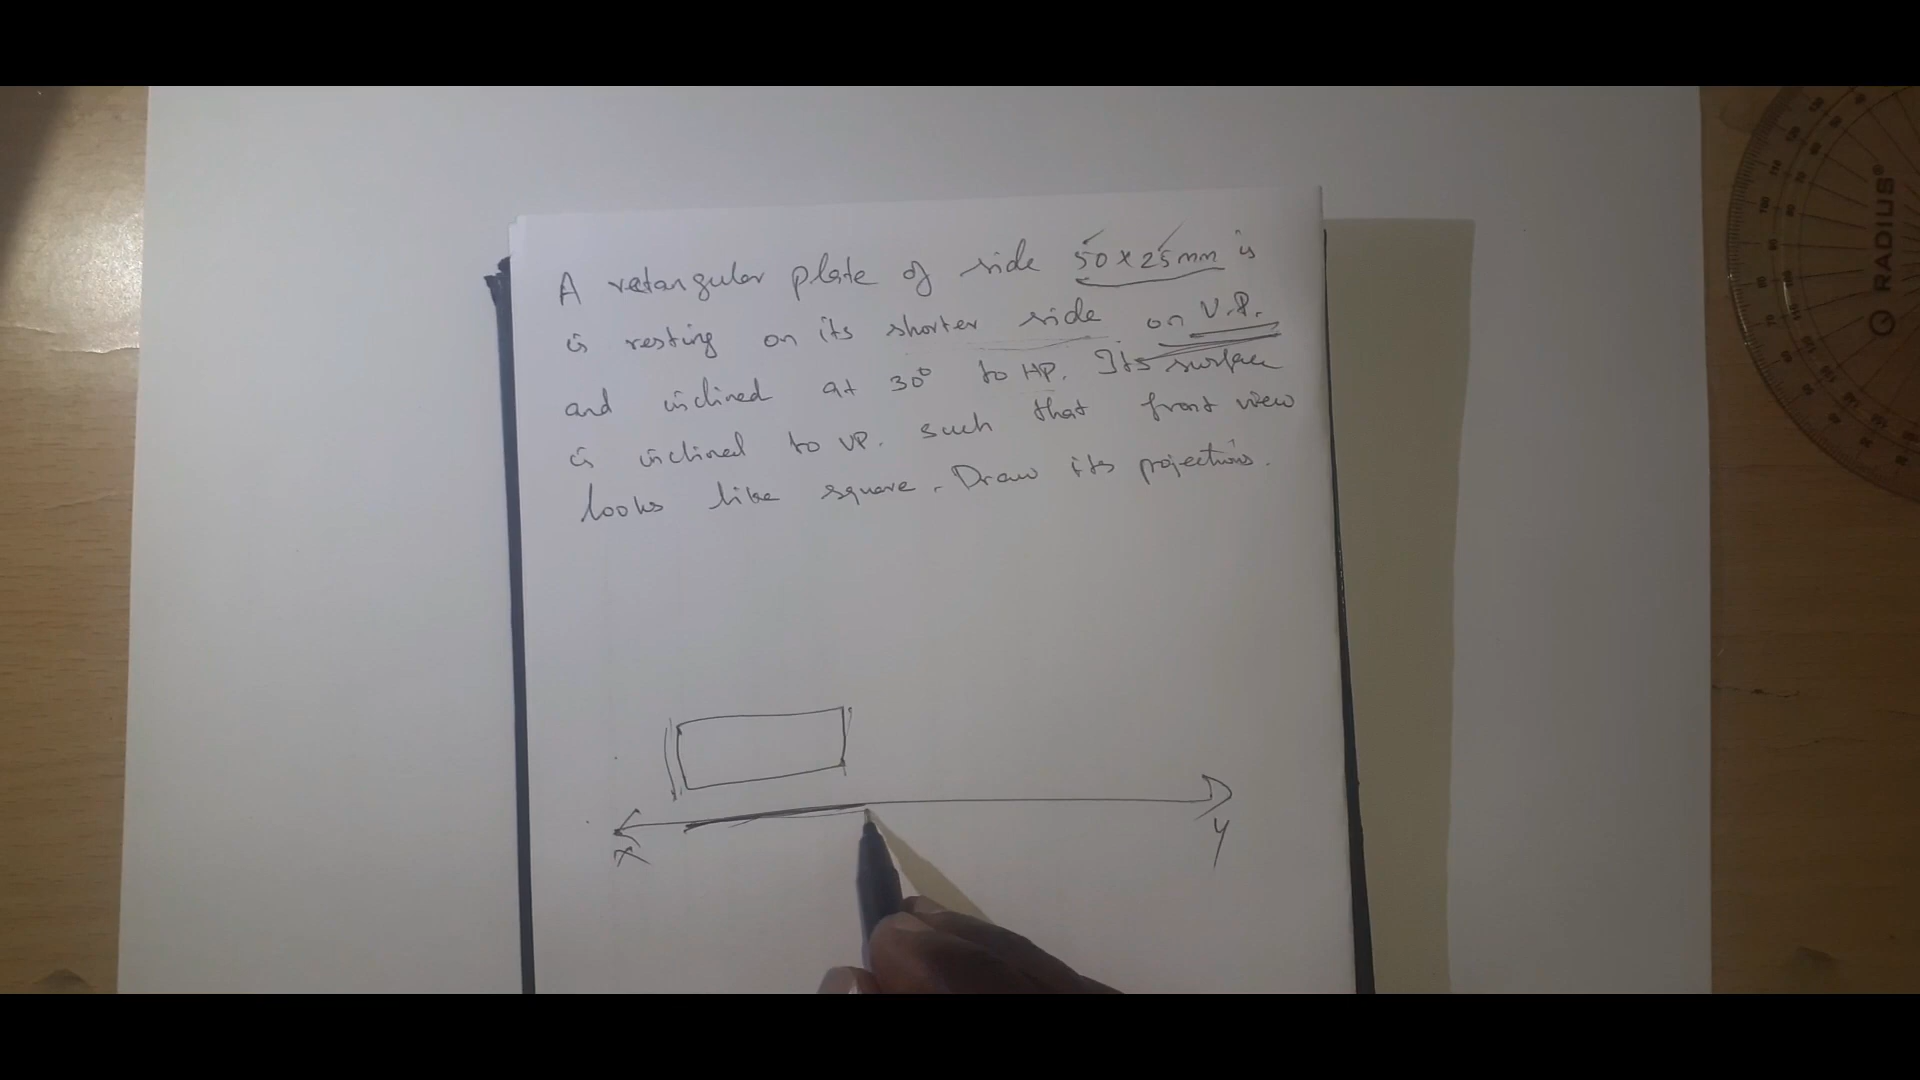 A retangular plate of side 50 x 25 mm is
is resting on its shorter side on V.P.
and inclined at 30° to HP. Its surface
is inclined to VP. such that front view
looks like square. Draw its projections.
x
y
RADIUS®